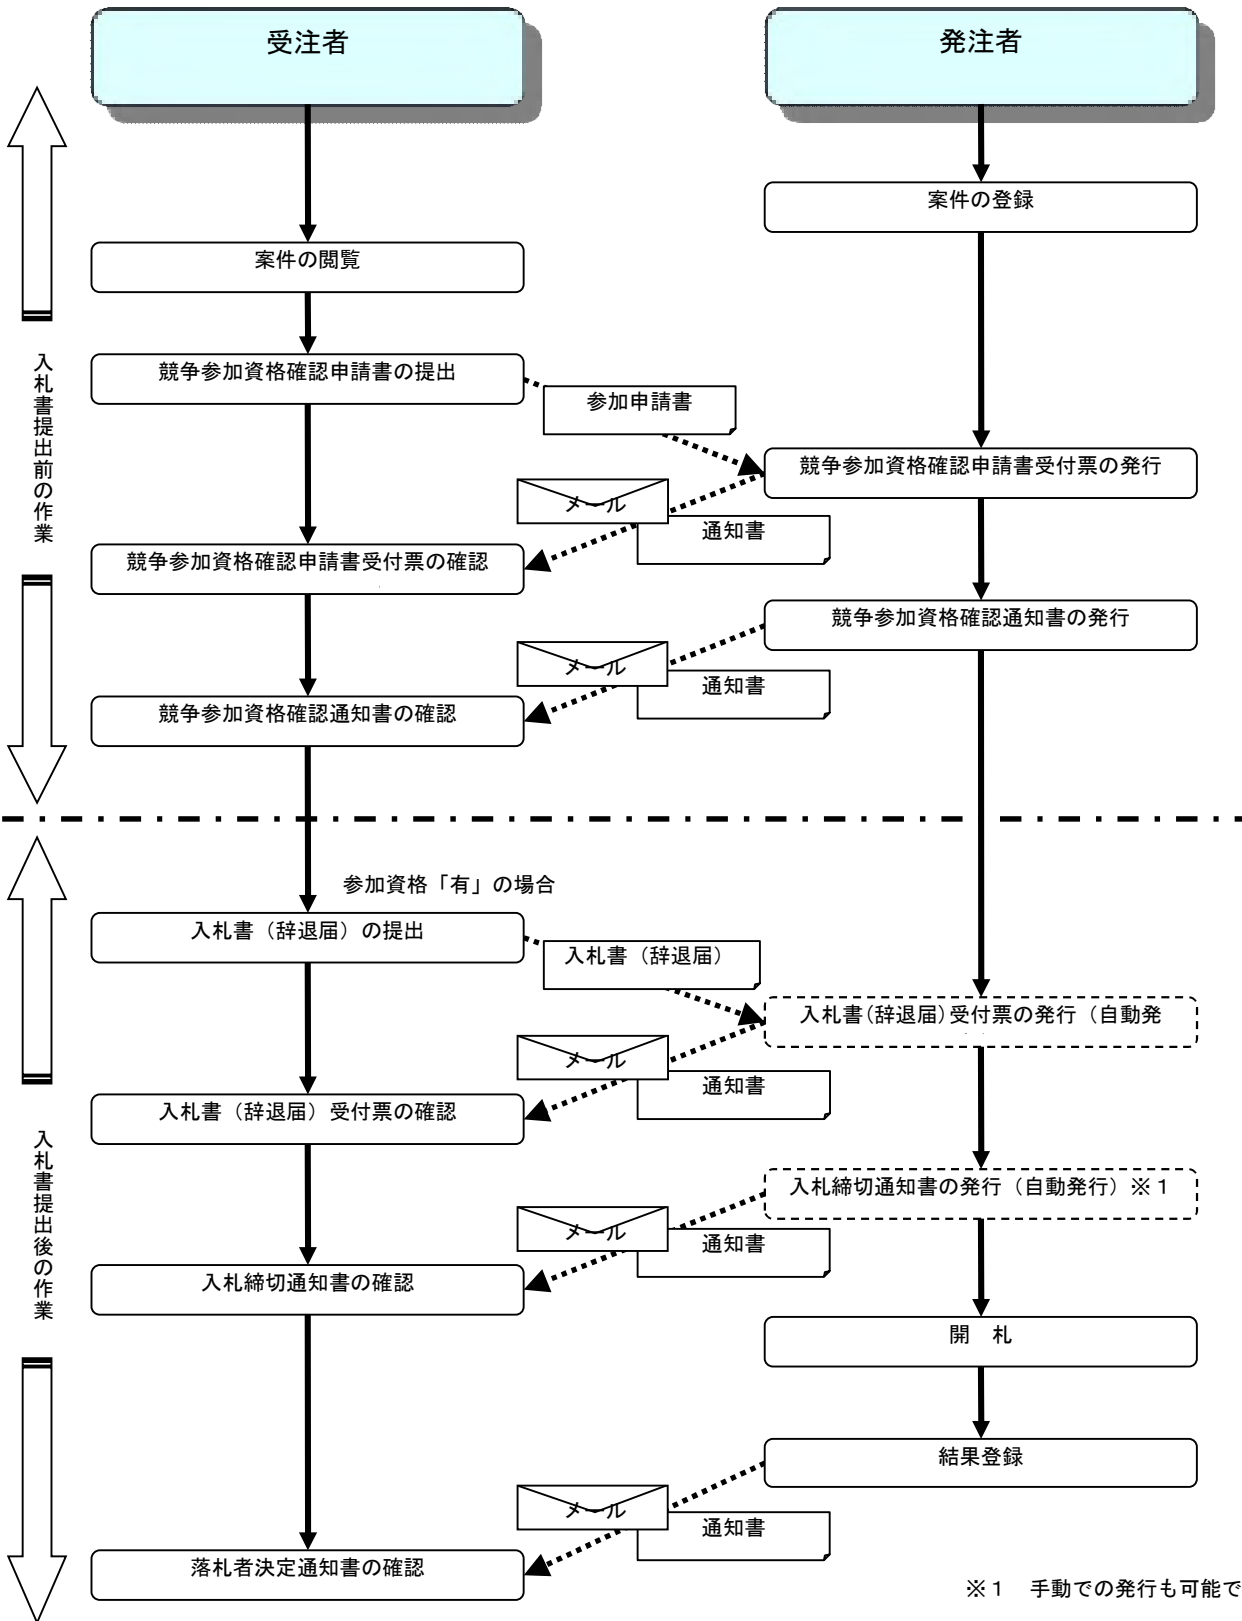 受注者
発注者
案件の登録
案件の閲覧
競争参加資格確認申請書の提出
参加申請書
競争参加資格確認申請書受付票の発行
メール
通知書
競争参加資格確認申請書受付票の確認
競争参加資格確認通知書の発行
メール
通知書
競争参加資格確認通知書の確認
入札書提出前の作業
参加資格「有」の場合
入札書（辞退届）の提出
入札書（辞退届）
入札書(辞退届)受付票の発行（自動発
メール
通知書
入札書（辞退届）受付票の確認
入札締切通知書の発行（自動発行）※１
メール
通知書
入札締切通知書の確認
入札書提出後の作業
開　札
結果登録
メール
通知書
落札者決定通知書の確認
※１　手動での発行も可能で